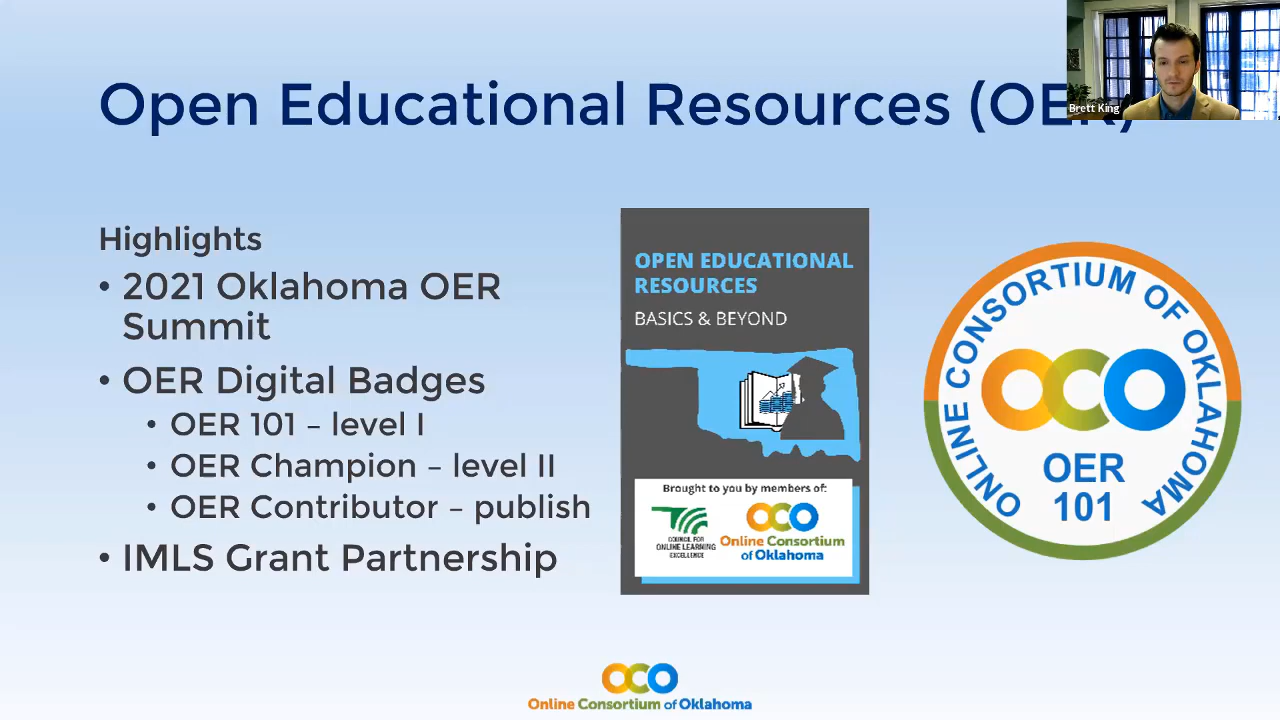 Open Educational Resources (OER)
Brett King
Highlights
• 2021 Oklahoma OER
Summit
• OER Digital Badges
• OER 101 – level I
• OER Champion – level II
• OER Contributor – publish
• IMLS Grant Partnership
OPEN EDUCATIONAL
RESOURCES
BASICS & BEYOND
Brought to you by members of:
COUNCIL FOR
ONLINE LEARNING
EXCELLENCE
OCO
Online Consortium
of Oklahoma
ONLINE CONSORTIUM OF OKLAHOMA
OCO
OER
101
OCO
Online Consortium of Oklahoma